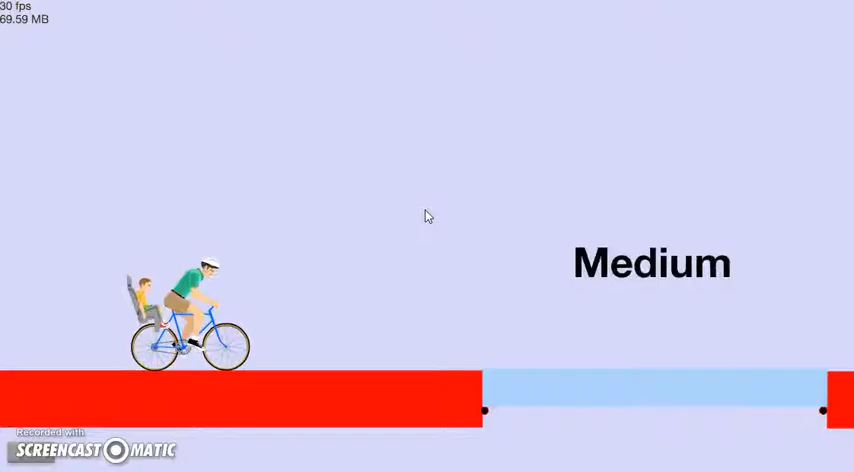 30 fps
69.59 MB
Medium
Recorded with
SCREENCAST MATIC